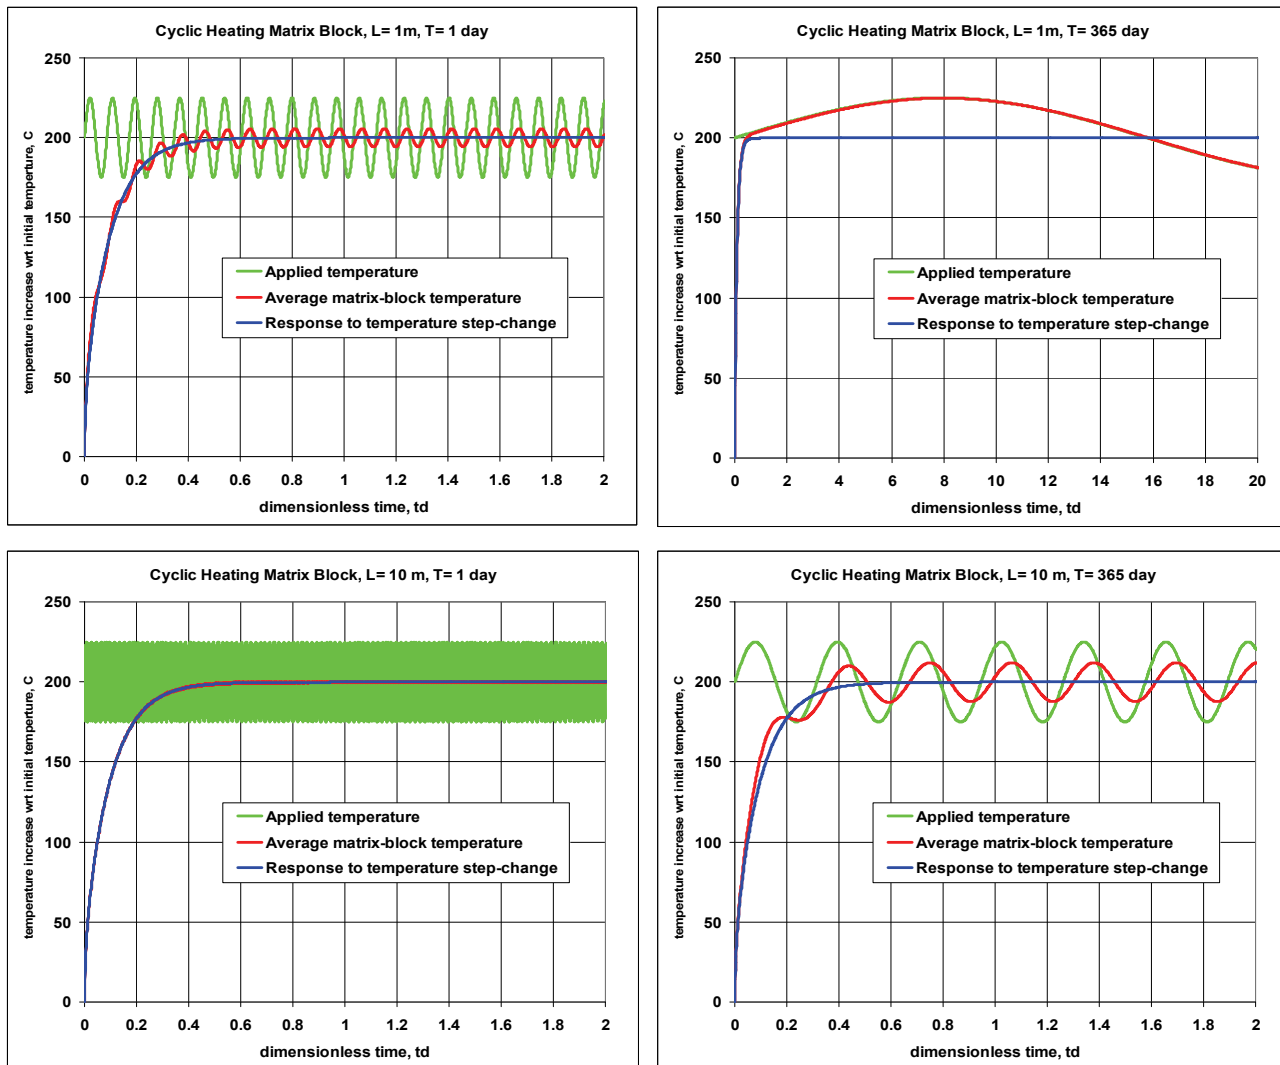 Cyclic Heating Matrix Block, L= 1m, T= 1 day
temperature increase wrt initial temperture, C
250
200
150
100
50
0
Applied temperature
Average matrix-block temperature
Response to temperature step-change
0 0.2 0.4 0.6 0.8 1 1.2 1.4 1.6 1.8 2
dimensionless time, td
Cyclic Heating Matrix Block, L= 1m, T= 365 day
temperature increase wrt initial temperture, C
250
200
150
100
50
0
Applied temperature
Average matrix-block temperature
Response to temperature step-change
0 2 4 6 8 10 12 14 16 18 20
dimensionless time, td
Cyclic Heating Matrix Block, L= 10 m, T= 1 day
temperature increase wrt initial temperture, C
250
200
150
100
50
0
Applied temperature
Average matrix-block temperature
Response to temperature step-change
0 0.2 0.4 0.6 0.8 1 1.2 1.4 1.6 1.8 2
dimensionless time, td
Cyclic Heating Matrix Block, L= 10 m, T= 365 day
temperature increase wrt initial temperture, C
250
200
150
100
50
0
Applied temperature
Average matrix-block temperature
Response to temperature step-change
0 0.2 0.4 0.6 0.8 1 1.2 1.4 1.6 1.8 2
dimensionless time, td